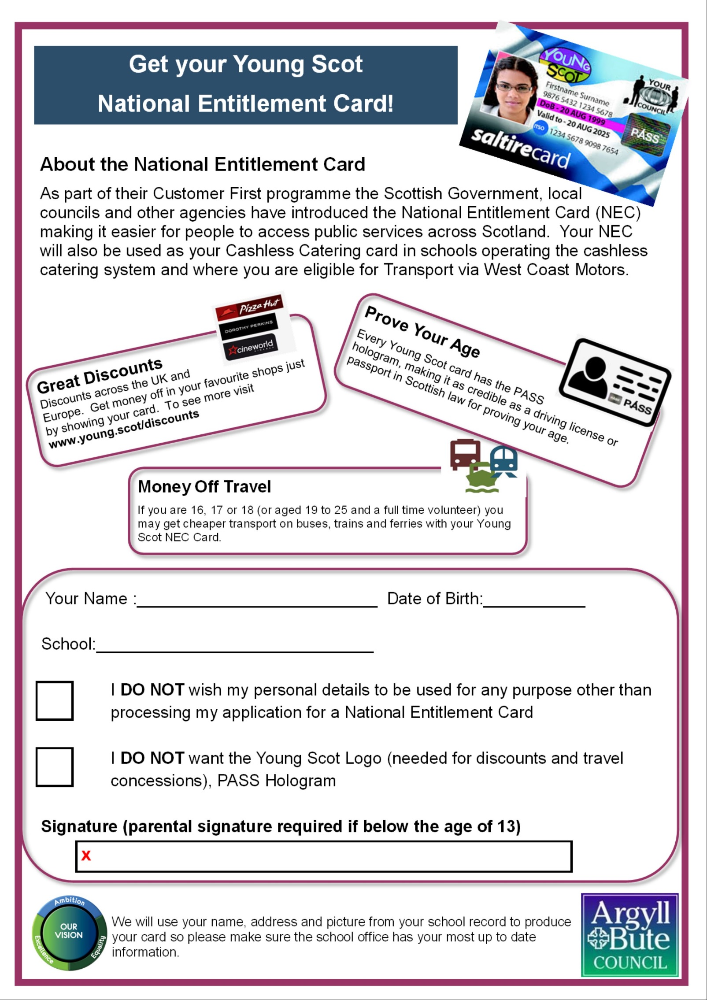 Get your Young Scot
National Entitlement Card!
YOUNG
SCOT
Firstname Surname
9876 5432 1234 5678
DoB - 20 AUG 1999
Valid to - 20 AUG 2025
ITSO 1234 5678 9098 7654
YOUR
COUNCIL
PASS
saltirecard
About the National Entitlement Card
As part of their Customer First programme the Scottish Government, local
councils and other agencies have introduced the National Entitlement Card (NEC)
making it easier for people to access public services across Scotland.  Your NEC
will also be used as your Cashless Catering card in schools operating the cashless
catering system and where you are eligible for Transport via West Coast Motors.
Pizza Hut
DOROTHY PERKINS
cineworld
CINEMAS
Great Discounts
Discounts across the UK and
Europe.  Get money off in your favourite shops just
by showing your card.  To see more visit
www.young.scot/discounts
Prove Your Age
Every Young Scot card has the PASS
hologram, making it as credible as a driving license or
passport in Scottish law for proving your age.
PASS
PASS
Money Off Travel
If you are 16, 17 or 18 (or aged 19 to 25 and a full time volunteer) you
may get cheaper transport on buses, trains and ferries with your Young
Scot NEC Card.
Your Name :
Date of Birth:
School:
I DO NOT wish my personal details to be used for any purpose other than
processing my application for a National Entitlement Card
I DO NOT want the Young Scot Logo (needed for discounts and travel
concessions), PASS Hologram
Signature (parental signature required if below the age of 13)
x
Ambition
OUR
VISION
Excellence
Equality
We will use your name, address and picture from your school record to produce
your card so please make sure the school office has your most up to date
information.
Argyll
Bute
COUNCIL